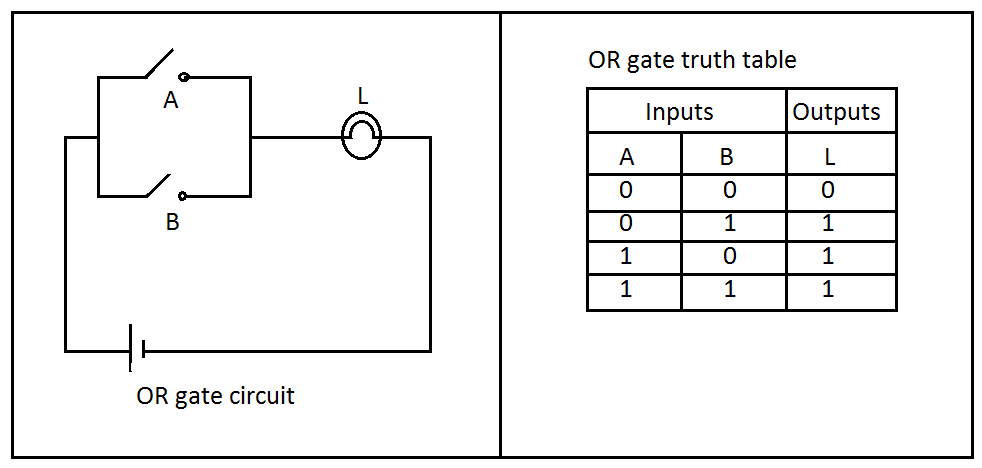 A
L
B
OR gate circuit
OR gate truth table
Inputs Outputs
A B L
0 0 0
0 1 1
1 0 1
1 1 1